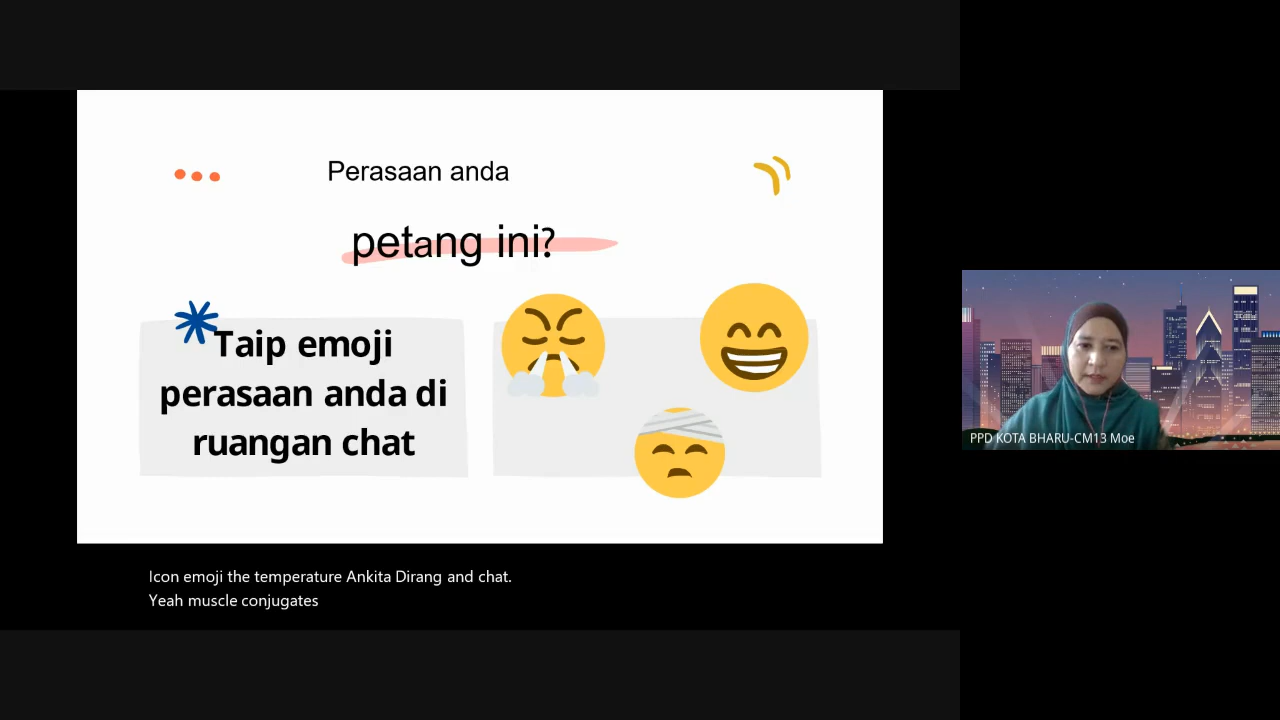 Perasaan anda
petang ini?
Taip emoji
perasaan anda di
ruangan chat
PPD KOTA BHARU-CM13 Moe
Icon emoji the temperature Ankita Dirang and chat.
Yeah muscle conjugates